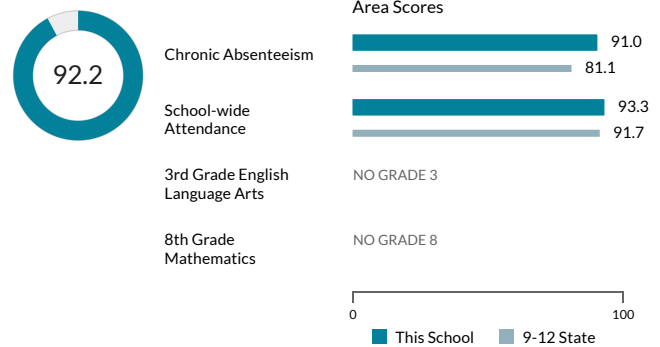 Area Scores
92.2
Chronic Absenteeism
91.0
81.1
School-wide
Attendance
93.3
91.7
3rd Grade English
Language Arts
NO GRADE 3
8th Grade
Mathematics
NO GRADE 8
0
100
This School
9-12 State